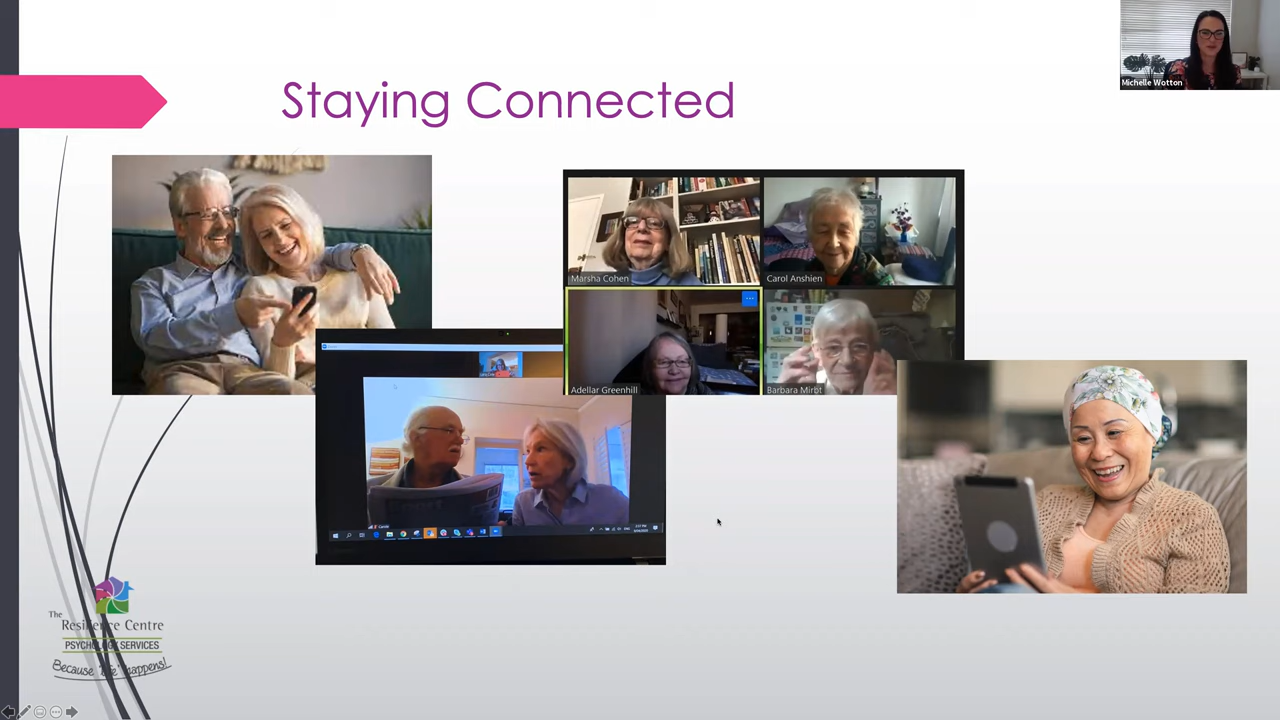 Michelle Wotton
Staying Connected
Marsha Cohen
Carol Anshien
Adellar Greenhill
Barbara Mirbt
The
Resilience Centre
PSYCHOLOGY SERVICES
Because 'life' happens!